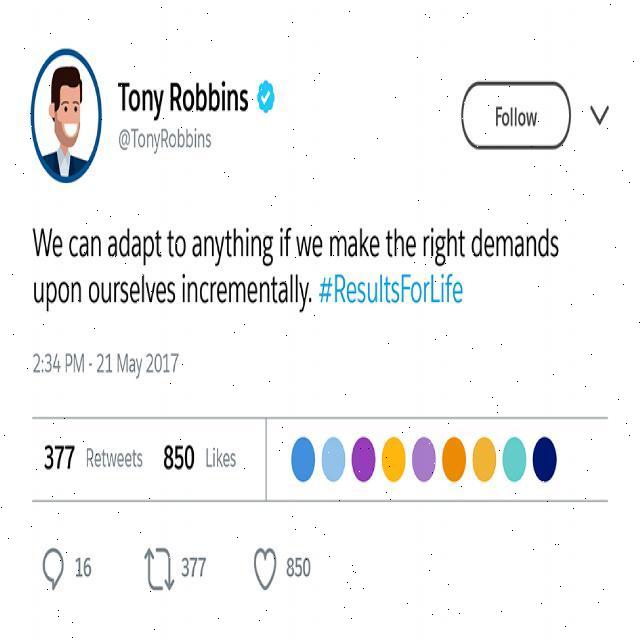 Tony Robbins
@TonyRobbins
Follow
We can adapt to anything if we make the right demands
upon ourselves incrementally. #ResultsForLife
2:34 PM - 21 May 2017
377 Retweets 850 Likes
16 377 850